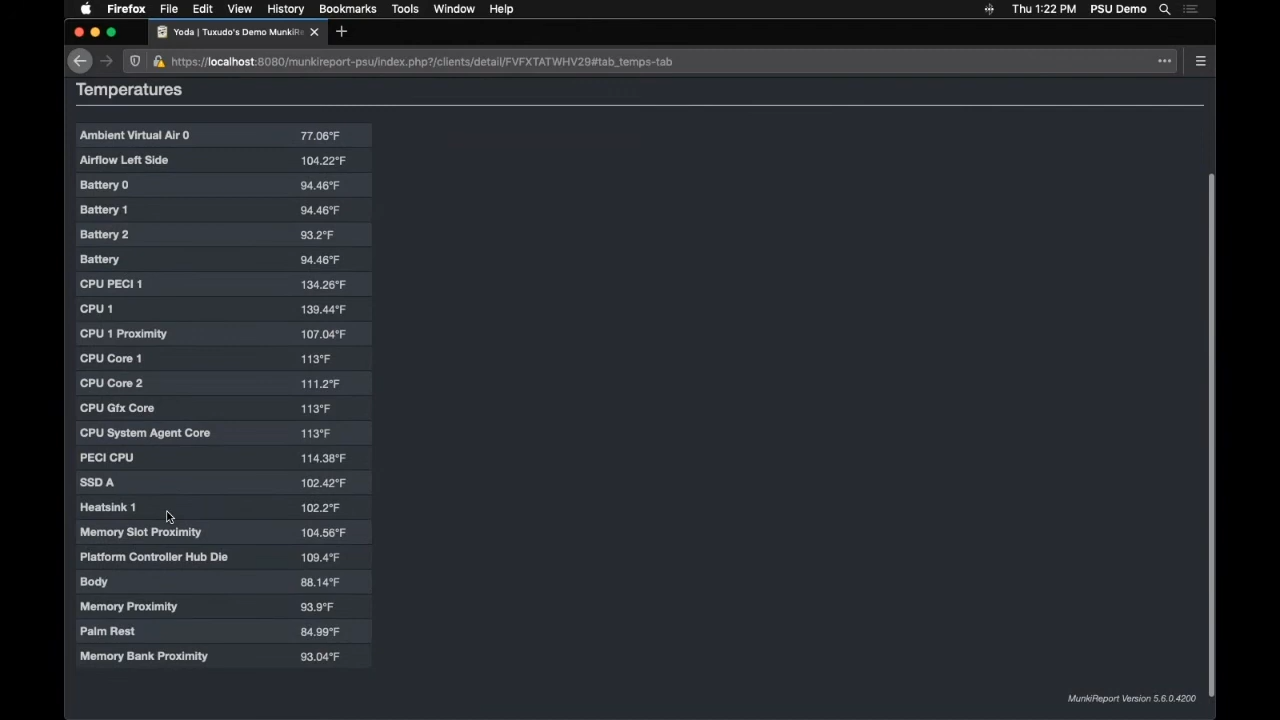 Firefox File Edit View History Bookmarks Tools Window Help Thu 1:22 PM PSU Demo
Yoda | Tuxudo's Demo MunkiRe
https://localhost:8080/munkireport-psu/index.php?/clients/detail/FVFXTATWHV29#tab_temps-tab
Temperatures
Ambient Virtual Air 0 77.06°F
Airflow Left Side 104.22°F
Battery 0 94.46°F
Battery 1 94.46°F
Battery 2 93.2°F
Battery 94.46°F
CPU PECI 1 134.26°F
CPU 1 139.44°F
CPU 1 Proximity 107.04°F
CPU Core 1 113°F
CPU Core 2 111.2°F
CPU Gfx Core 113°F
CPU System Agent Core 113°F
PECI CPU 114.38°F
SSD A 102.42°F
Heatsink 1 102.2°F
Memory Slot Proximity 104.56°F
Platform Controller Hub Die 109.4°F
Body 88.14°F
Memory Proximity 93.9°F
Palm Rest 84.99°F
Memory Bank Proximity 93.04°F
MunkiReport Version 5.6.0.4200